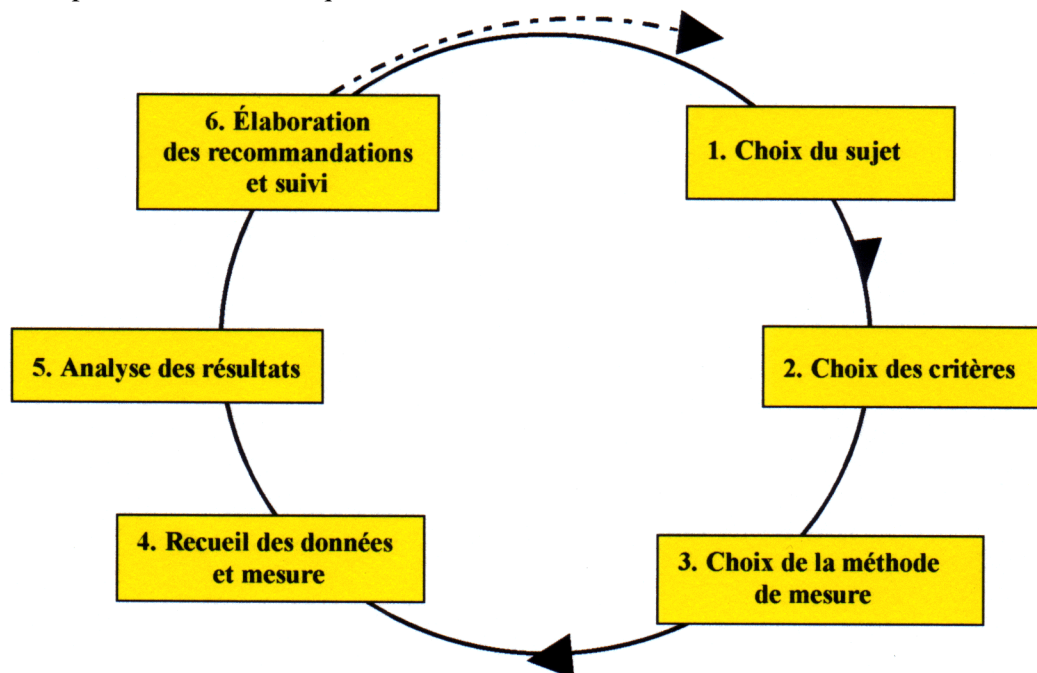 6. Élaboration
des recommandations
et suivi
1. Choix du sujet
5. Analyse des résultats
2. Choix des critères
4. Recueil des données
et mesure
3. Choix de la méthode
de mesure